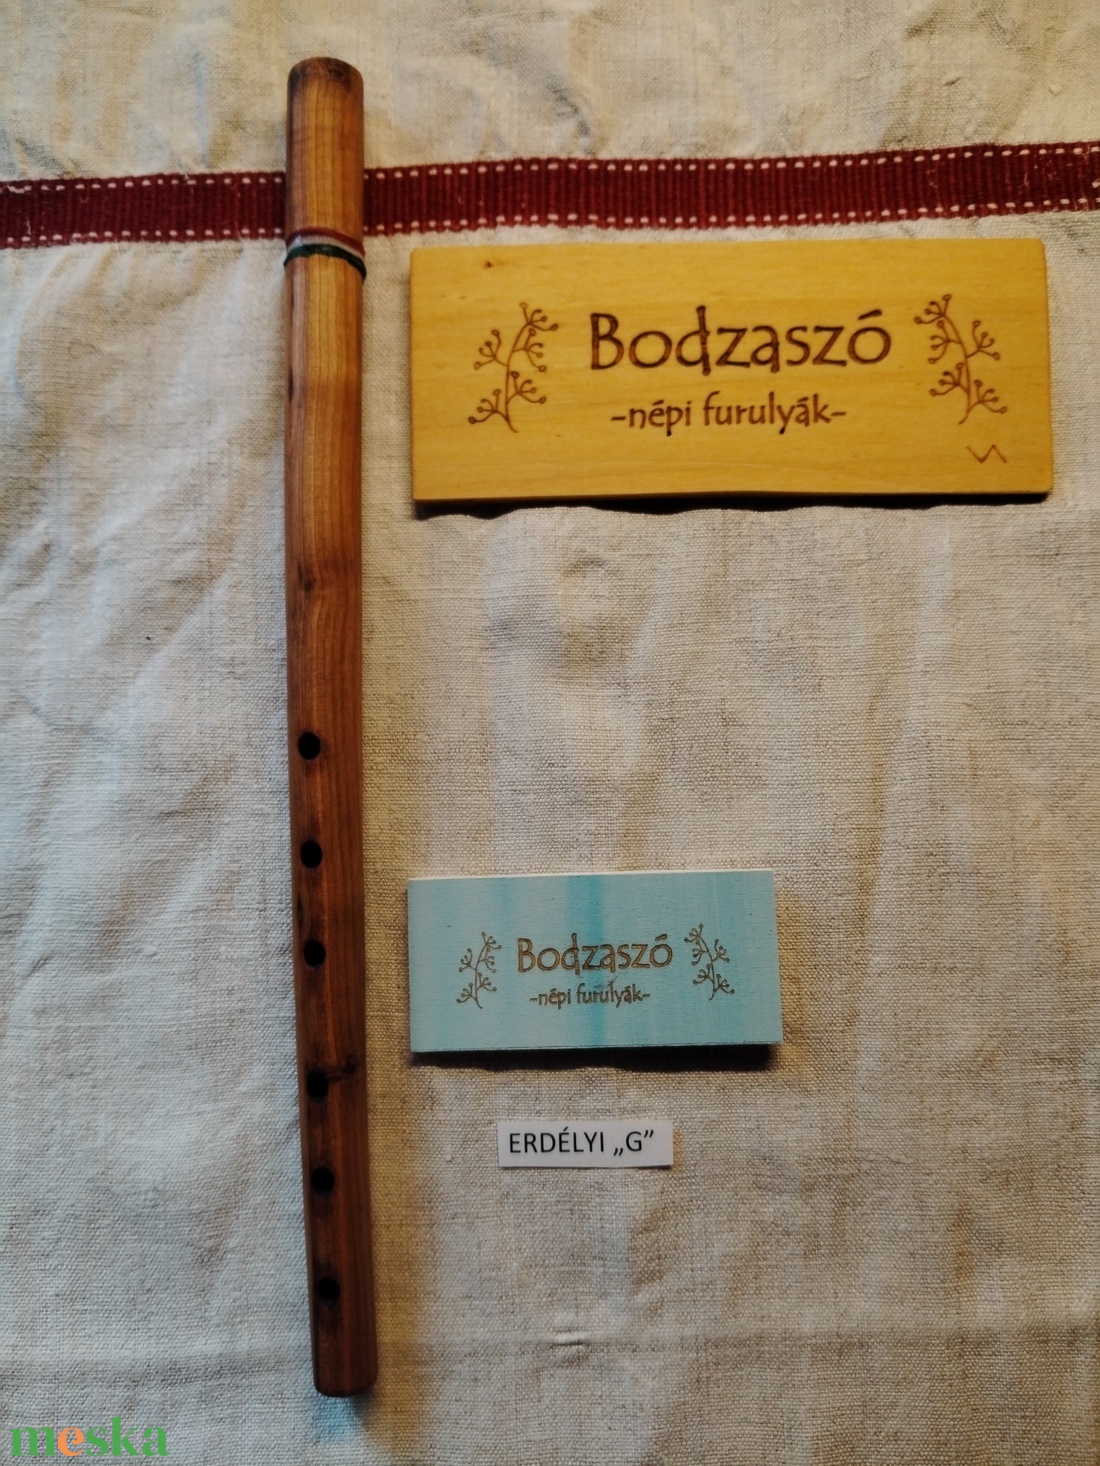 Bodzaszó
-népi furulyák-
Bodzaszó
-népi furulyák-
ERDÉLYI „G”
meska